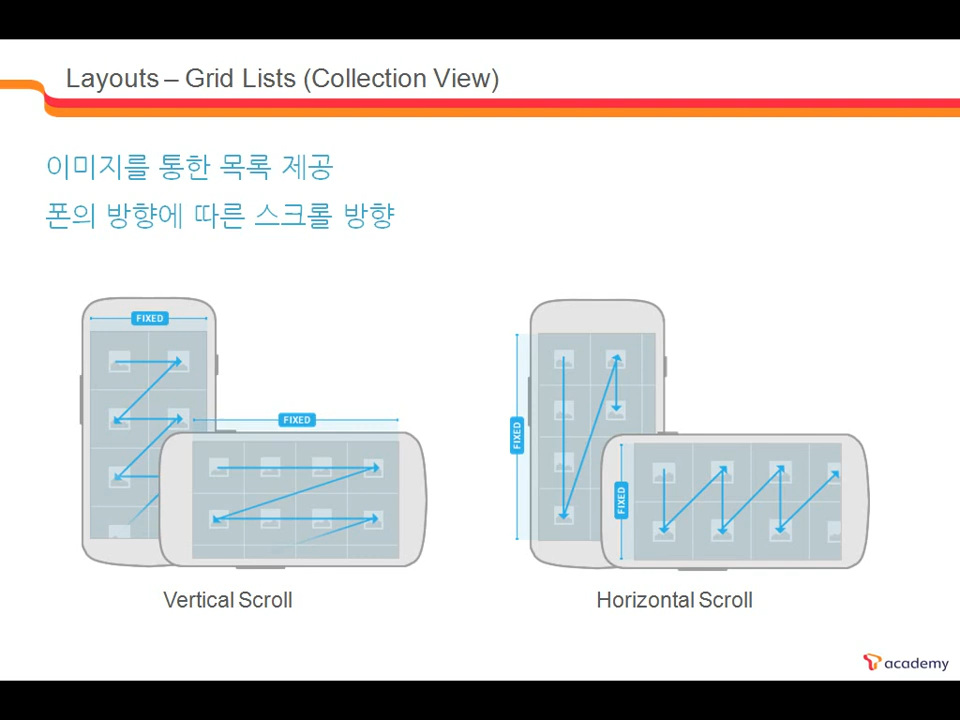 Layouts – Grid Lists (Collection View)
이미지를 통한 목록 제공
폰의 방향에 따른 스크롤 방향
FIXED
FIXED
FIXED
FIXED
Vertical Scroll
Horizontal Scroll
T academy